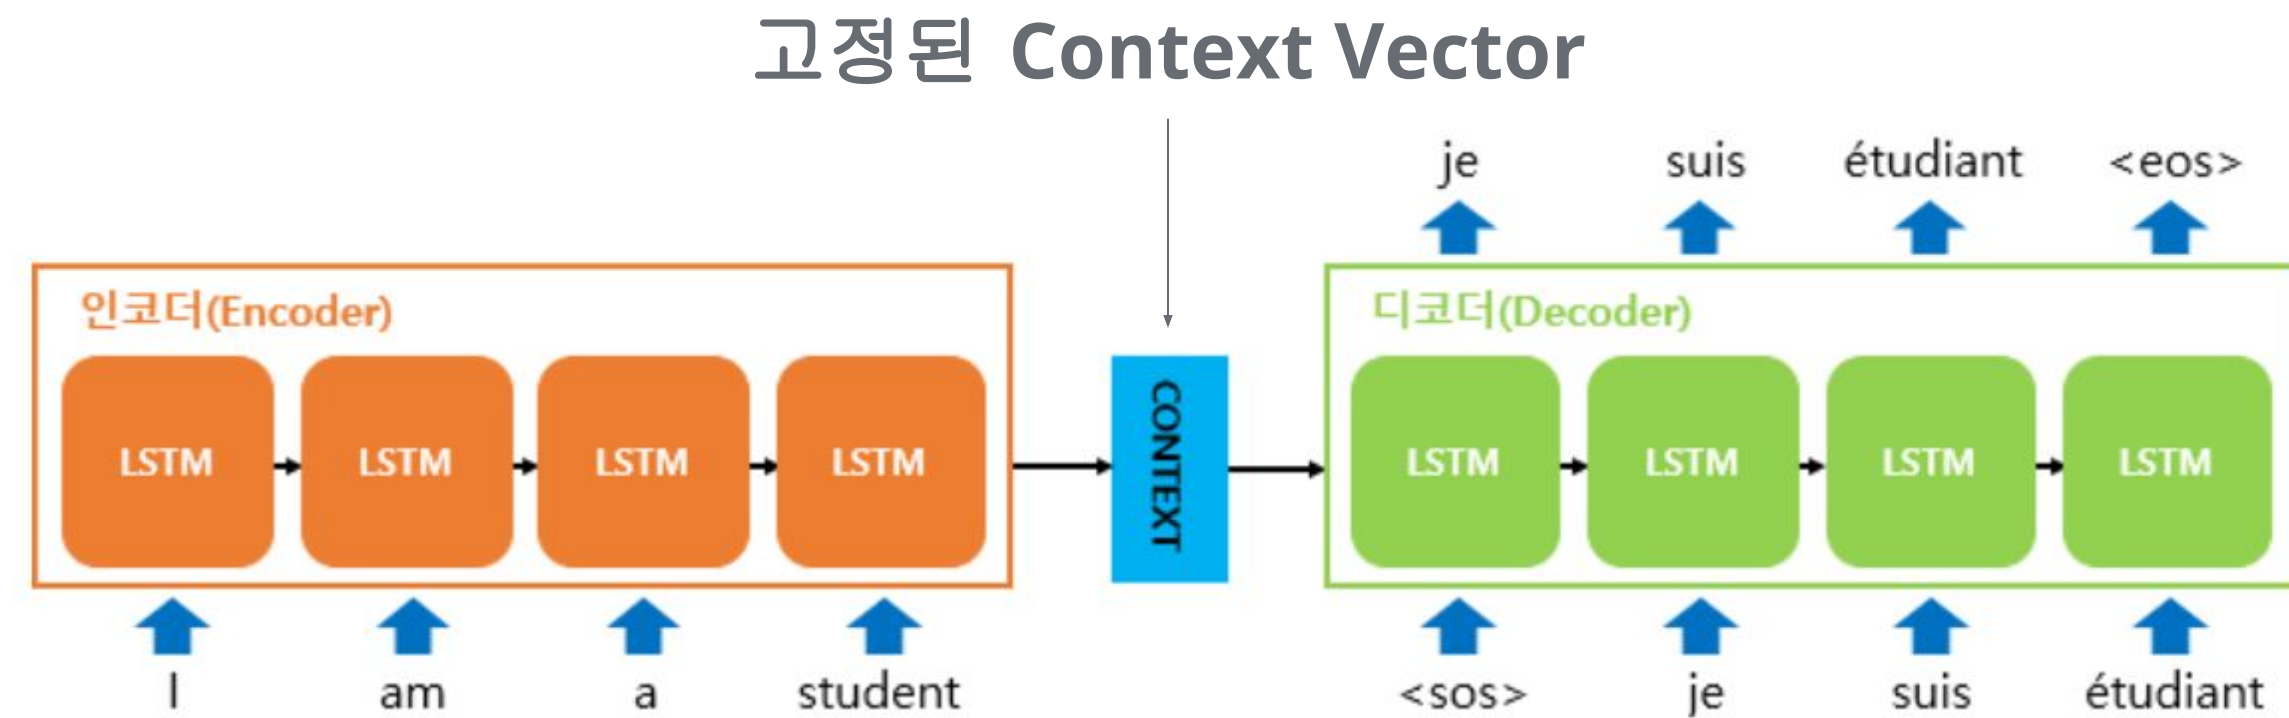 고정된 Context Vector
je suis étudiant <eos>
인코더(Encoder)
디코더(Decoder)
LSTM LSTM LSTM LSTM
CONTEXT
LSTM LSTM LSTM LSTM
I am a student
<sos> je suis étudiant